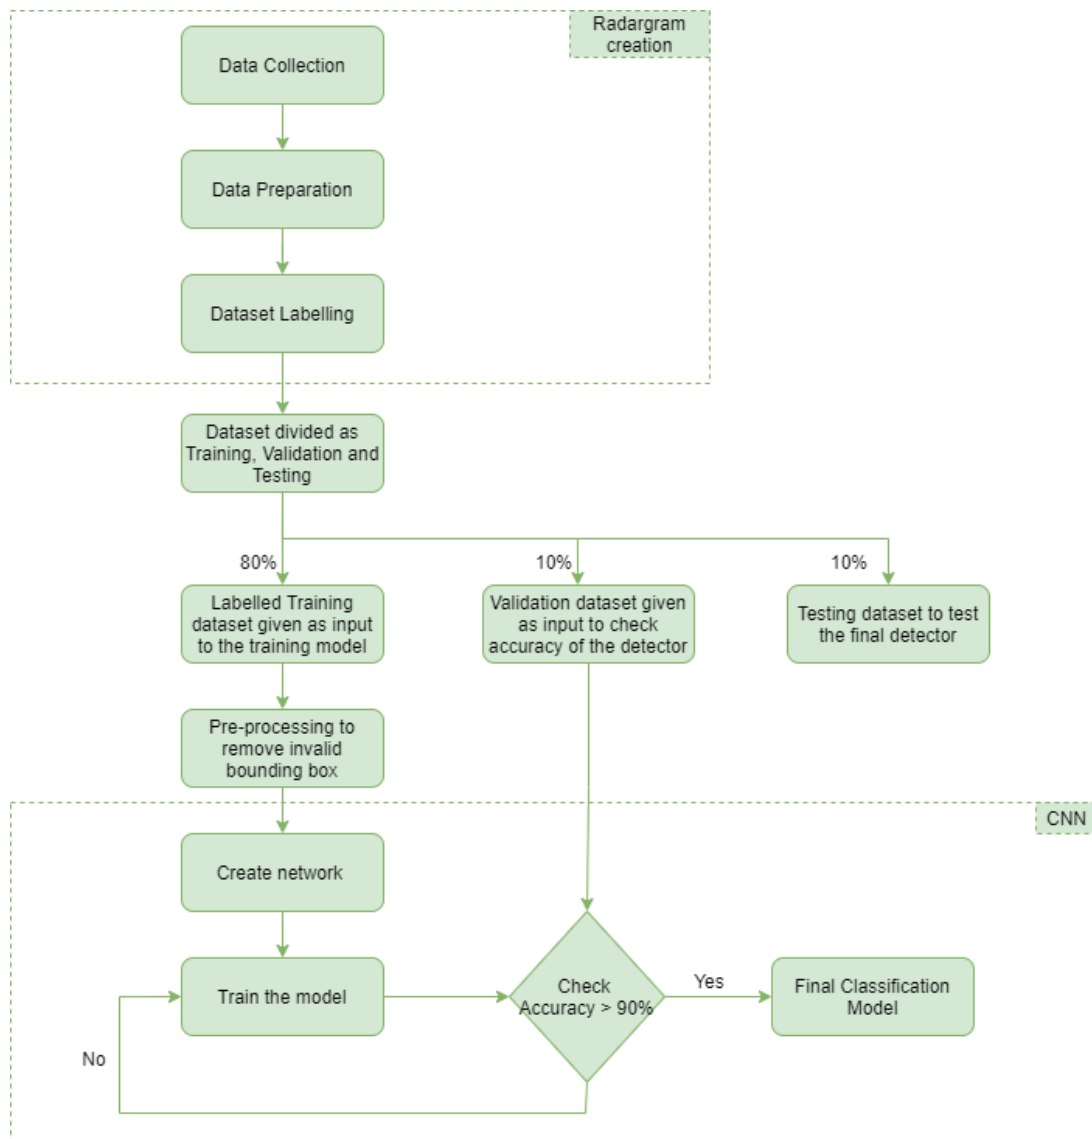 Radargram
creation
Data Collection
Data Preparation
Dataset Labelling
Dataset divided as
Training, Validation and
Testing
80%
10%
10%
Labelled Training
dataset given as input
to the training model
Validation dataset given
as input to check
accuracy of the detector
Testing dataset to test
the final detector
Pre-processing to
remove invalid
bounding box
CNN
Create network
Train the model
Check
Accuracy > 90%
Yes
Final Classification
Model
No